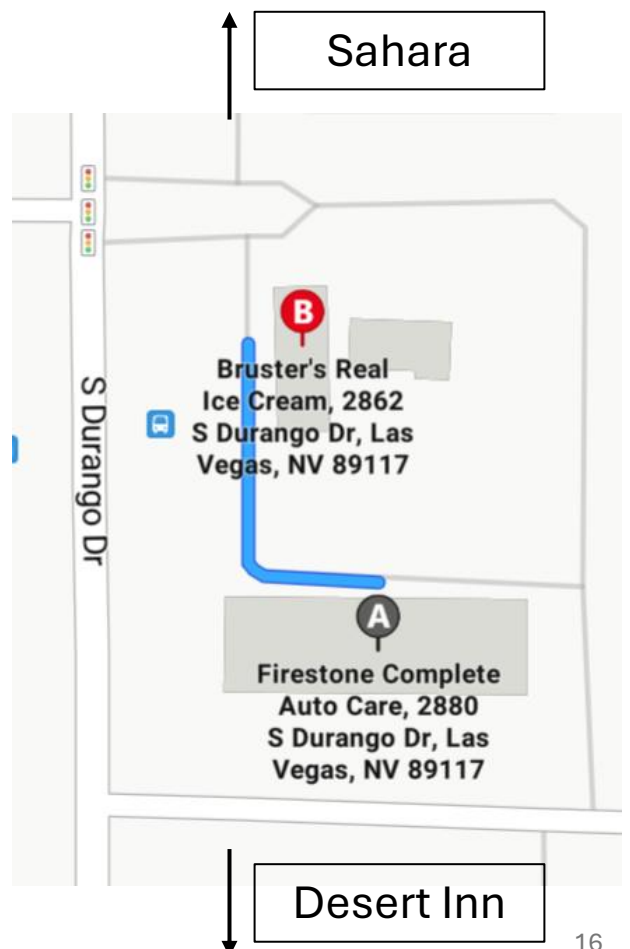 Sahara
B
Bruster's Real
Ice Cream, 2862
S Durango Dr, Las
Vegas, NV 89117
S Durango Dr
A
Firestone Complete
Auto Care, 2880
S Durango Dr, Las
Vegas, NV 89117
Desert Inn
16